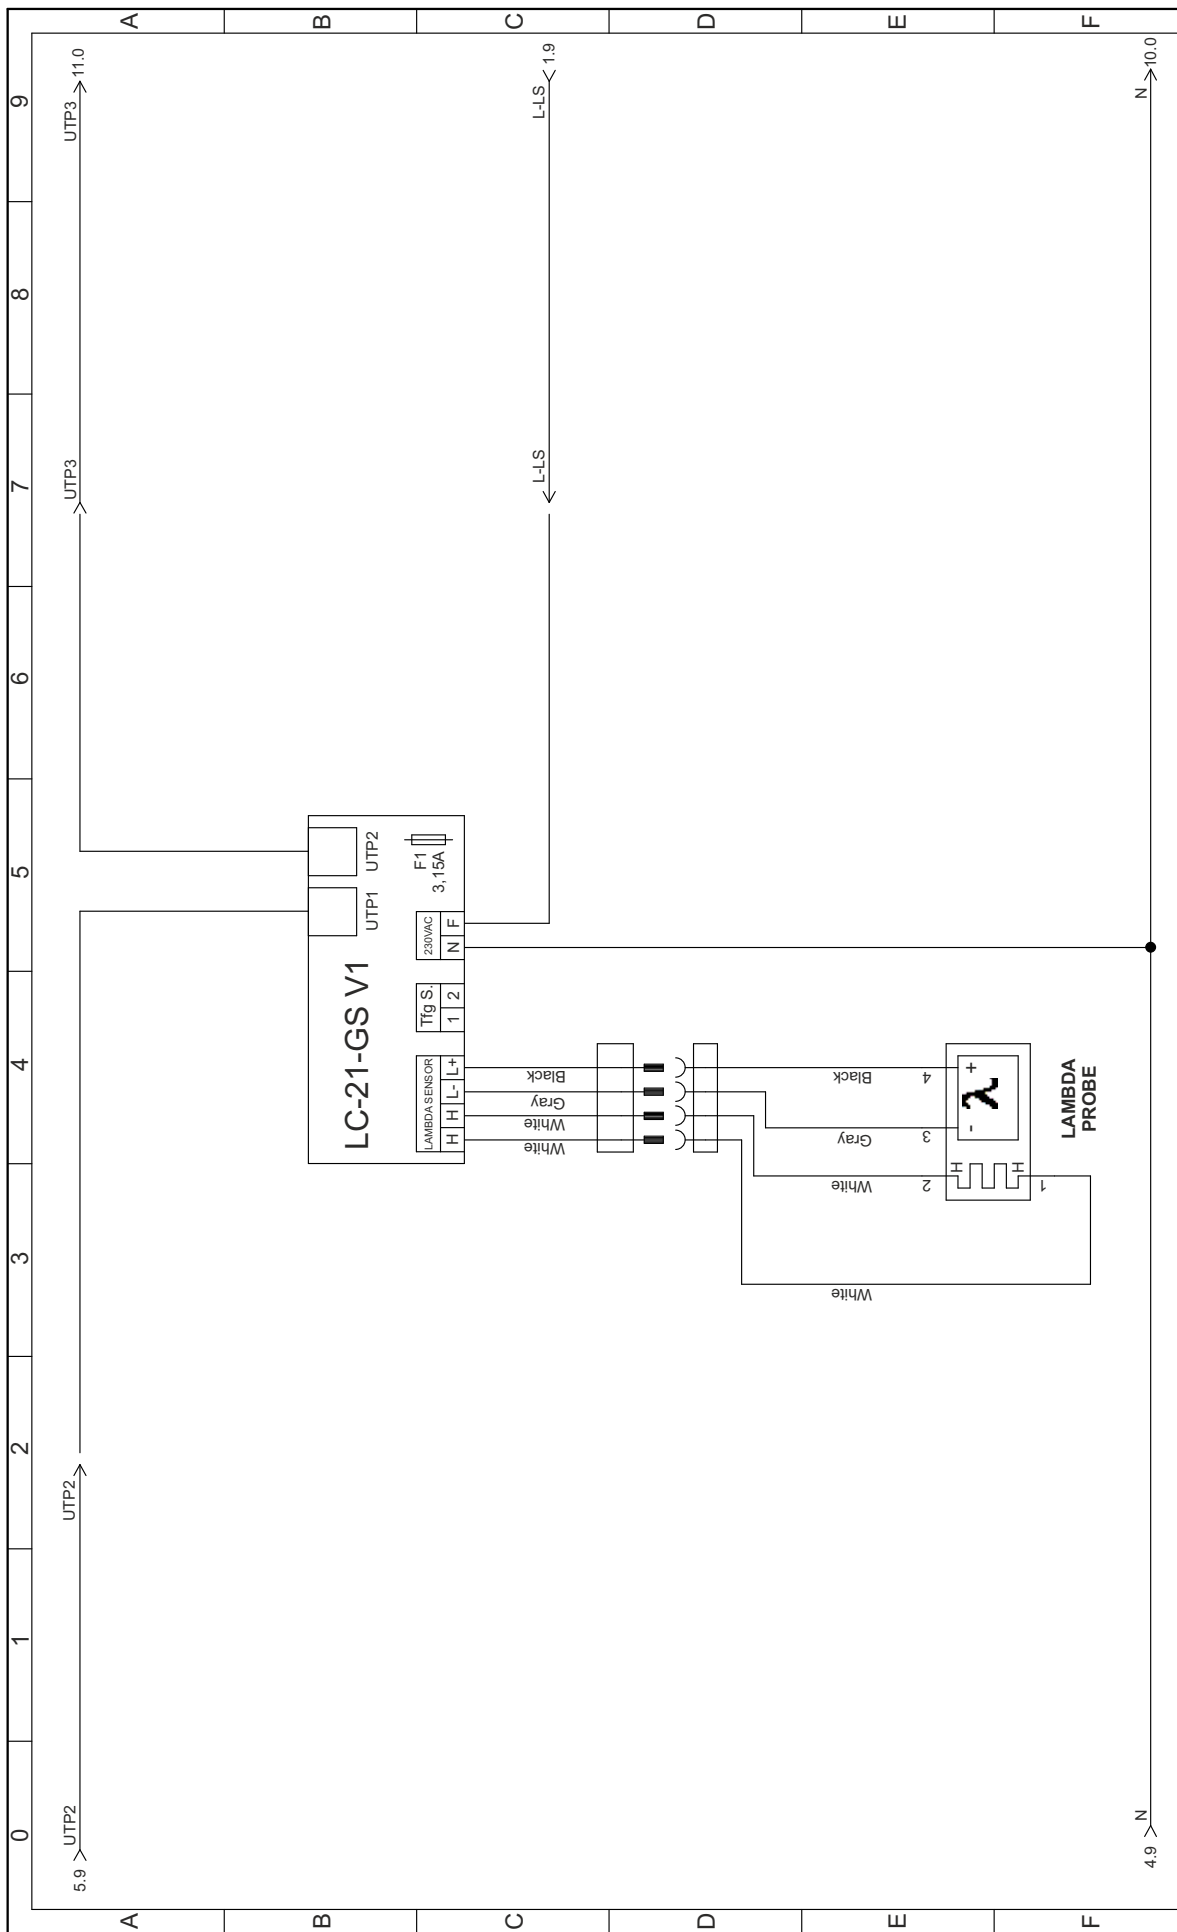 0 1 2 3 4 5 6 7 8 9
A
A
B
B
C
C
D
D
E
E
F
F
5.9 UTP2 UTP2
UTP3 UTP3 11.0
LC-21-GS V1
UTP1 UTP2
F1
3,15A
LAMBDA SENSOR
H H L- L+
Tfg S.
1 2
230VAC
N F
L-LS L-LS 1.9
White
White
Gray
Black
White
White
Gray
Black
2 3 4
H
- λ +
H
1
LAMBDA
PROBE
4.9 N N 10.0